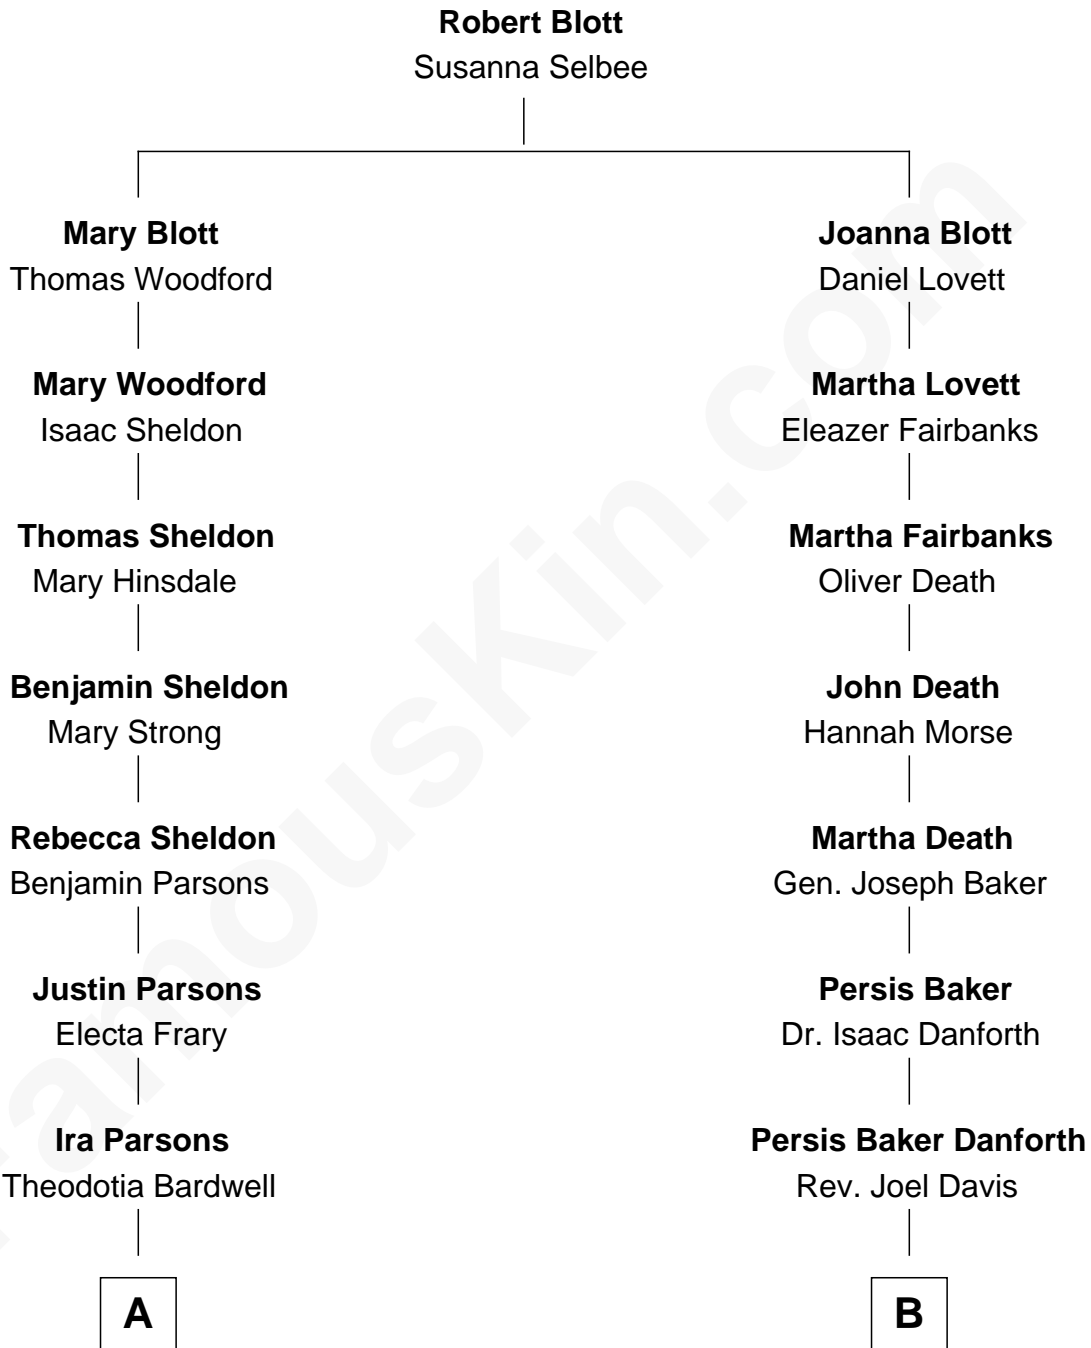 Robert Blott
Susanna Selbee
Mary Blott
Thomas Woodford
Joanna Blott
Daniel Lovett
Mary Woodford
Isaac Sheldon
Martha Lovett
Eleazer Fairbanks
Thomas Sheldon
Mary Hinsdale
Martha Fairbanks
Oliver Death
Benjamin Sheldon
Mary Strong
John Death
Hannah Morse
Rebecca Sheldon
Benjamin Parsons
Martha Death
Gen. Joseph Baker
Justin Parsons
Electa Frary
Persis Baker
Dr. Isaac Danforth
Ira Parsons
Theodotia Bardwell
Persis Baker Danforth
Rev. Joel Davis
A
B
FamousKin.com